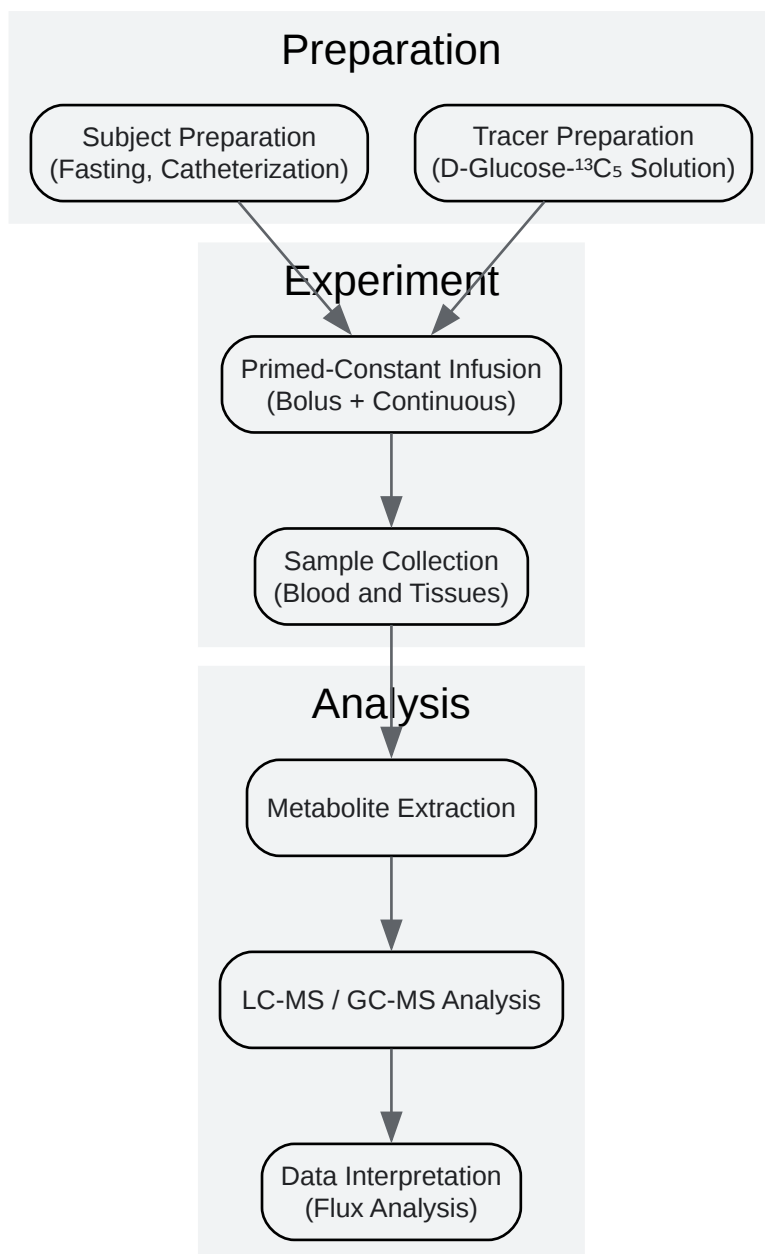 Preparation
Subject Preparation
(Fasting, Catheterization)
Tracer Preparation
(D-Glucose-¹³C₅ Solution)
Experiment
Primed-Constant Infusion
(Bolus + Continuous)
Sample Collection
(Blood and Tissues)
Analysis
Metabolite Extraction
LC-MS / GC-MS Analysis
Data Interpretation
(Flux Analysis)